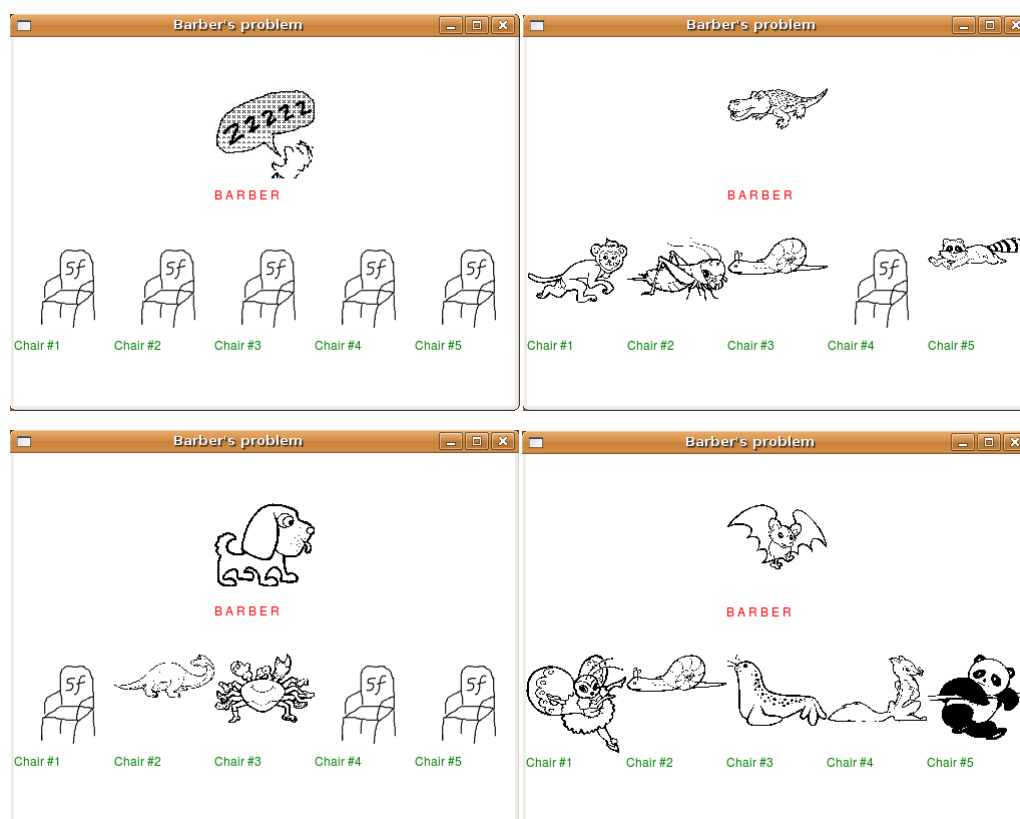 Barber's problem
ZZZZZ
BARBER
5f 5f 5f 5f 5f
Chair #1 Chair #2 Chair #3 Chair #4 Chair #5
Barber's problem
BARBER
5f
Chair #1 Chair #2 Chair #3 Chair #4 Chair #5
Barber's problem
BARBER
5f 5f 5f
Chair #1 Chair #2 Chair #3 Chair #4 Chair #5
Barber's problem
BARBER
Chair #1 Chair #2 Chair #3 Chair #4 Chair #5